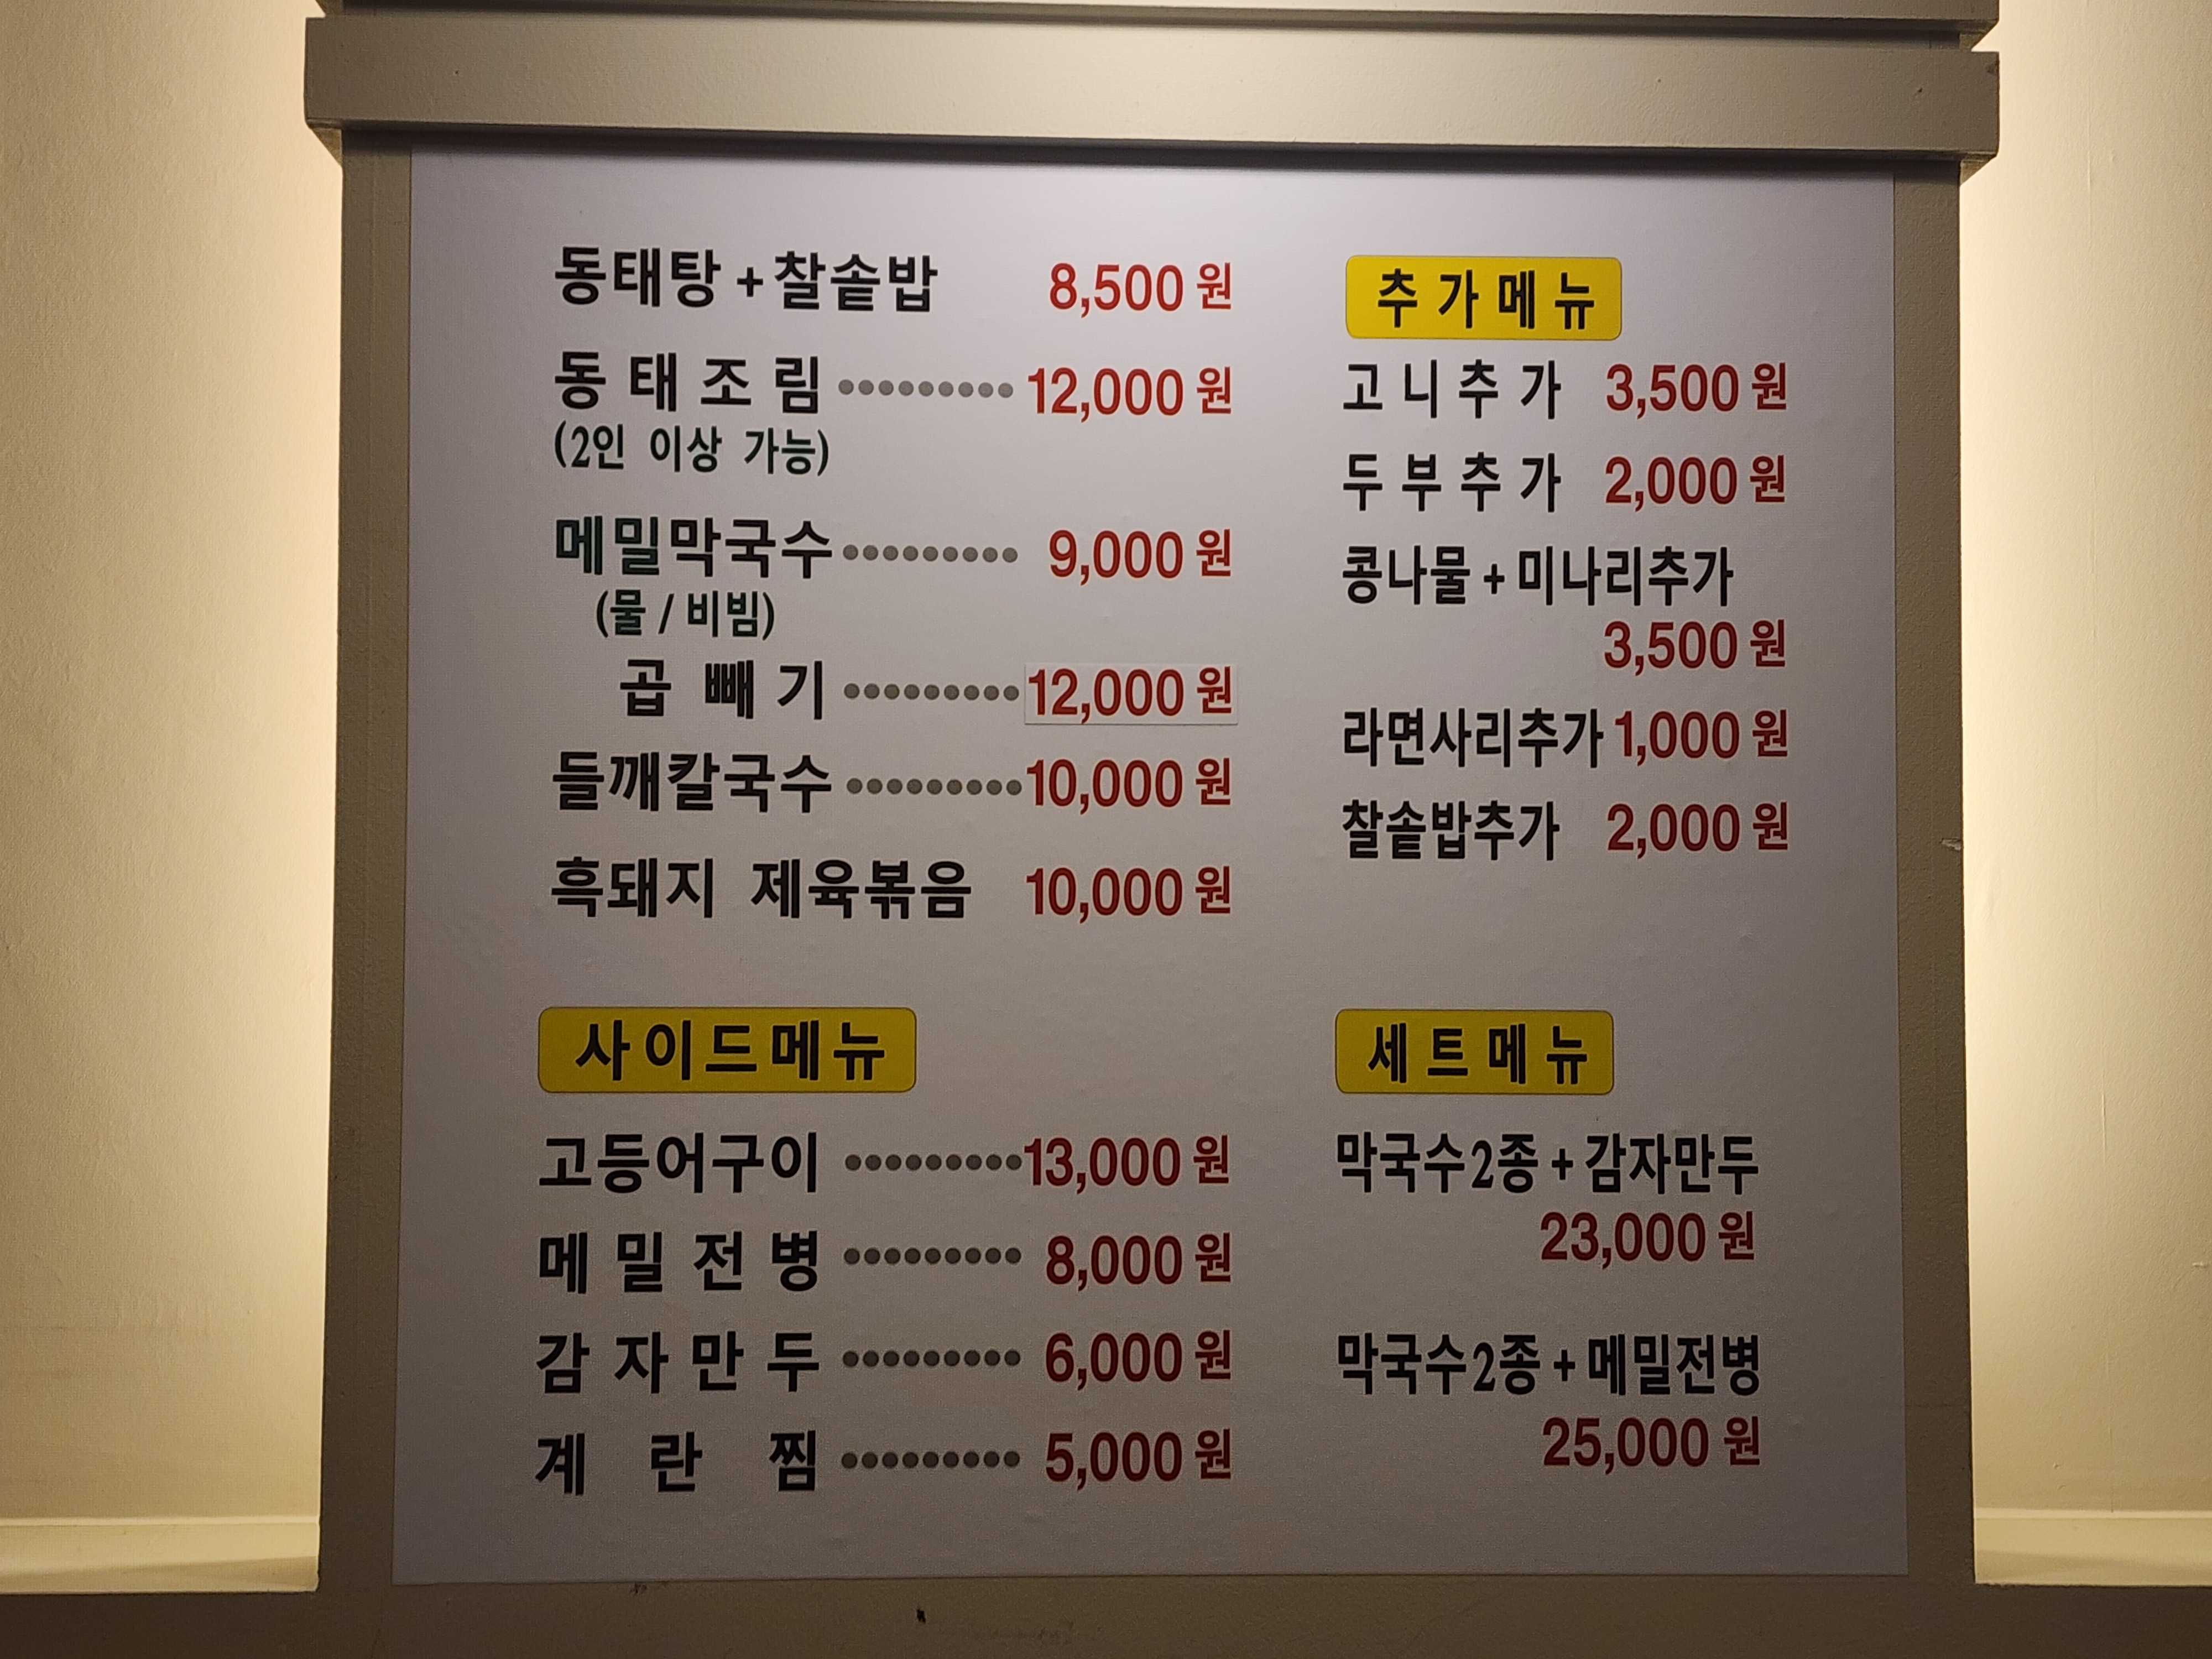 동태탕+찰솥밥 8,500원
동태조림 ········· 12,000원
(2인 이상 가능)
메밀막국수 ········· 9,000원
(물 / 비빔)
곱빼기 ········· 12,000원
들깨칼국수 ········· 10,000원
흑돼지 제육볶음 10,000원
추가메뉴
고니추가 3,500원
두부추가 2,000원
콩나물+미나리추가
3,500원
라면사리추가 1,000원
찰솥밥추가 2,000원
사이드메뉴
고등어구이 ········· 13,000원
메밀전병 ········· 8,000원
감자만두 ········· 6,000원
계란찜 ········· 5,000원
세트메뉴
막국수2종+감자만두
23,000원
막국수2종+메밀전병
25,000원